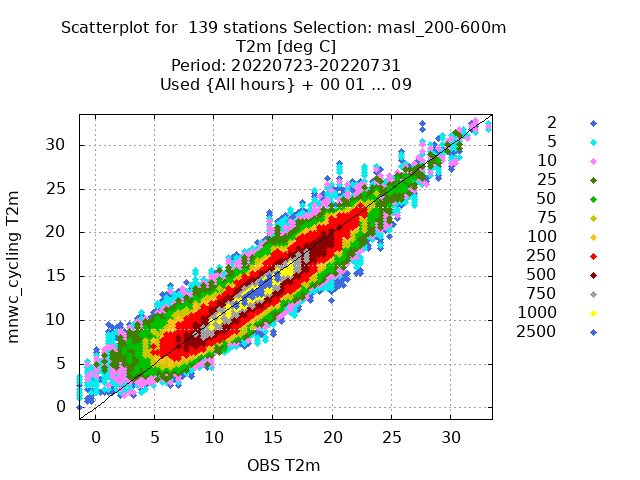 Scatterplot for  139 stations Selection: masl_200-600m
T2m [deg C]
Period: 20220723-20220731
Used {All hours} + 00 01 ... 09
mnwc_cycling T2m
30
25
20
15
10
5
0
0 5 10 15 20 25 30
OBS T2m
2
5
10
25
50
75
100
250
500
750
1000
2500